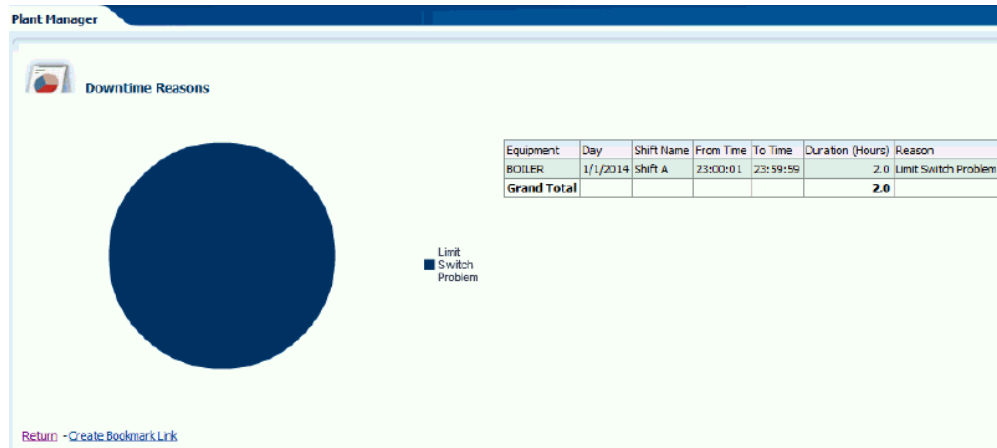 Plant Manager
Downtime Reasons
Equipment Day Shift Name From Time To Time Duration (Hours) Reason
BOILER 1/1/2014 Shift A 23:00:01 23:59:59 2.0 Limit Switch Problem
Grand Total 2.0
Limit
Switch
Problem
Return - Create Bookmark Link